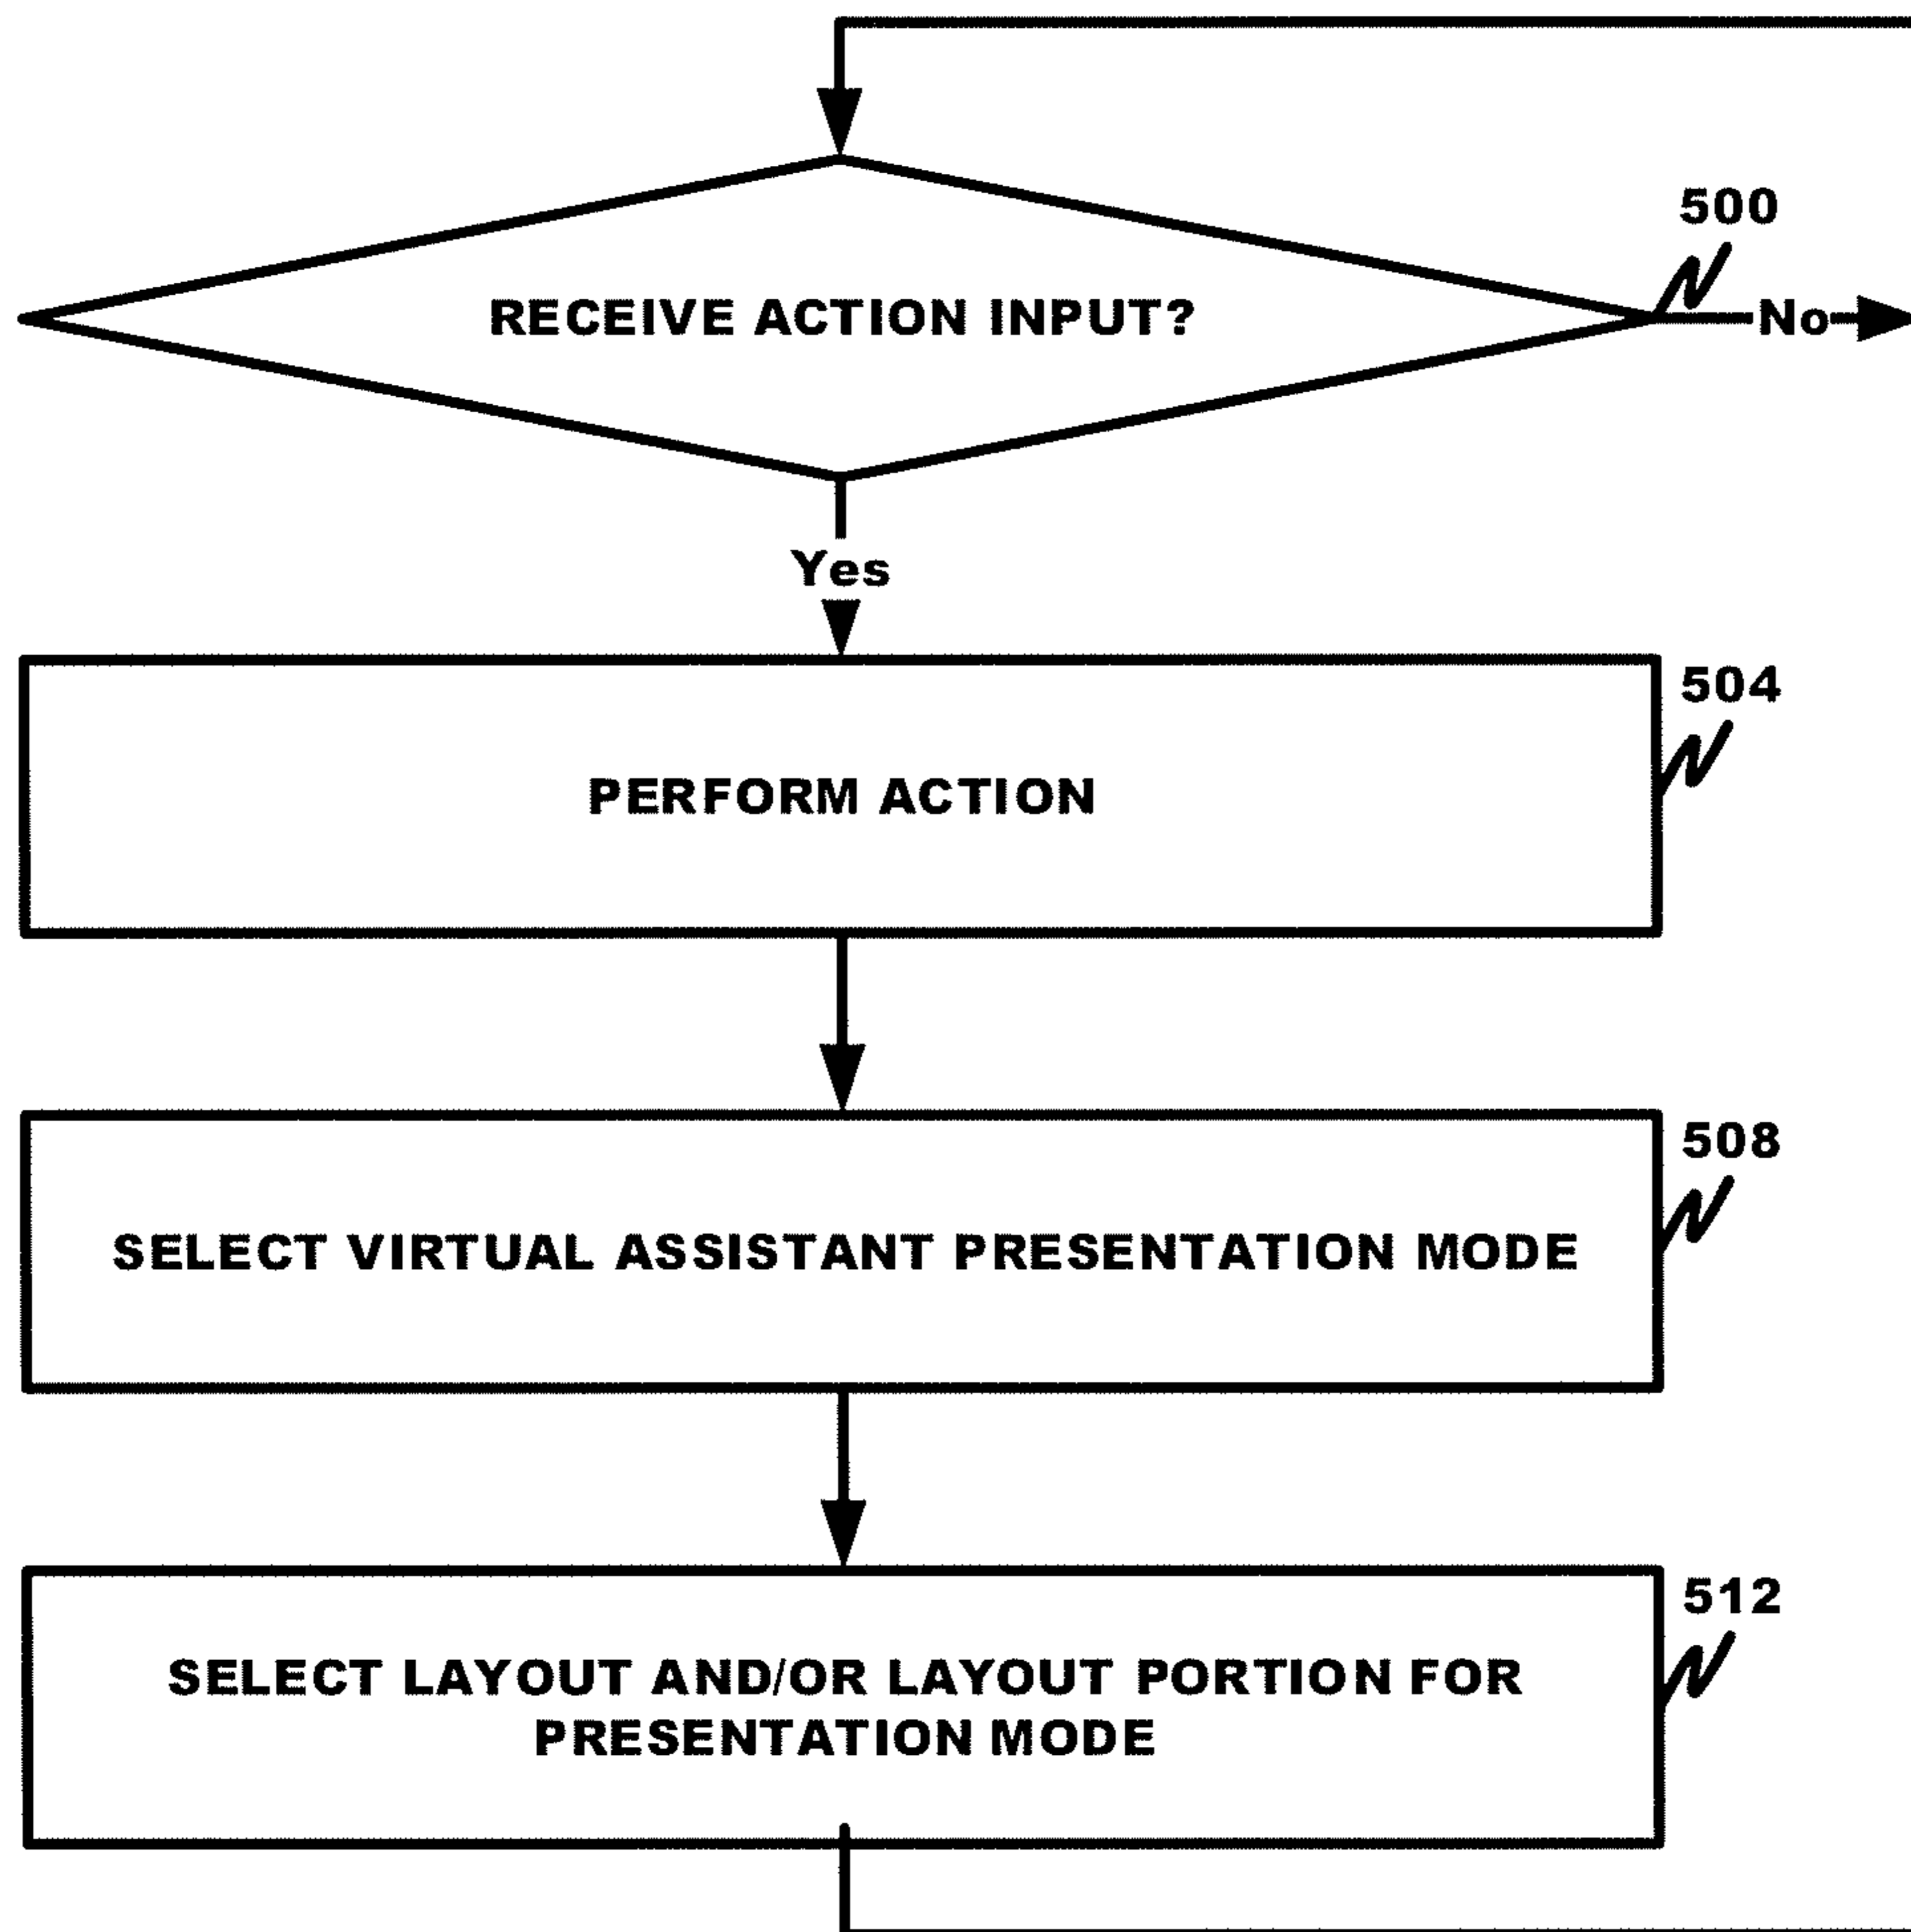 500
RECEIVE ACTION INPUT?
No
Yes
504
PERFORM ACTION
508
SELECT VIRTUAL ASSISTANT PRESENTATION MODE
512
SELECT LAYOUT AND/OR LAYOUT PORTION FOR
PRESENTATION MODE